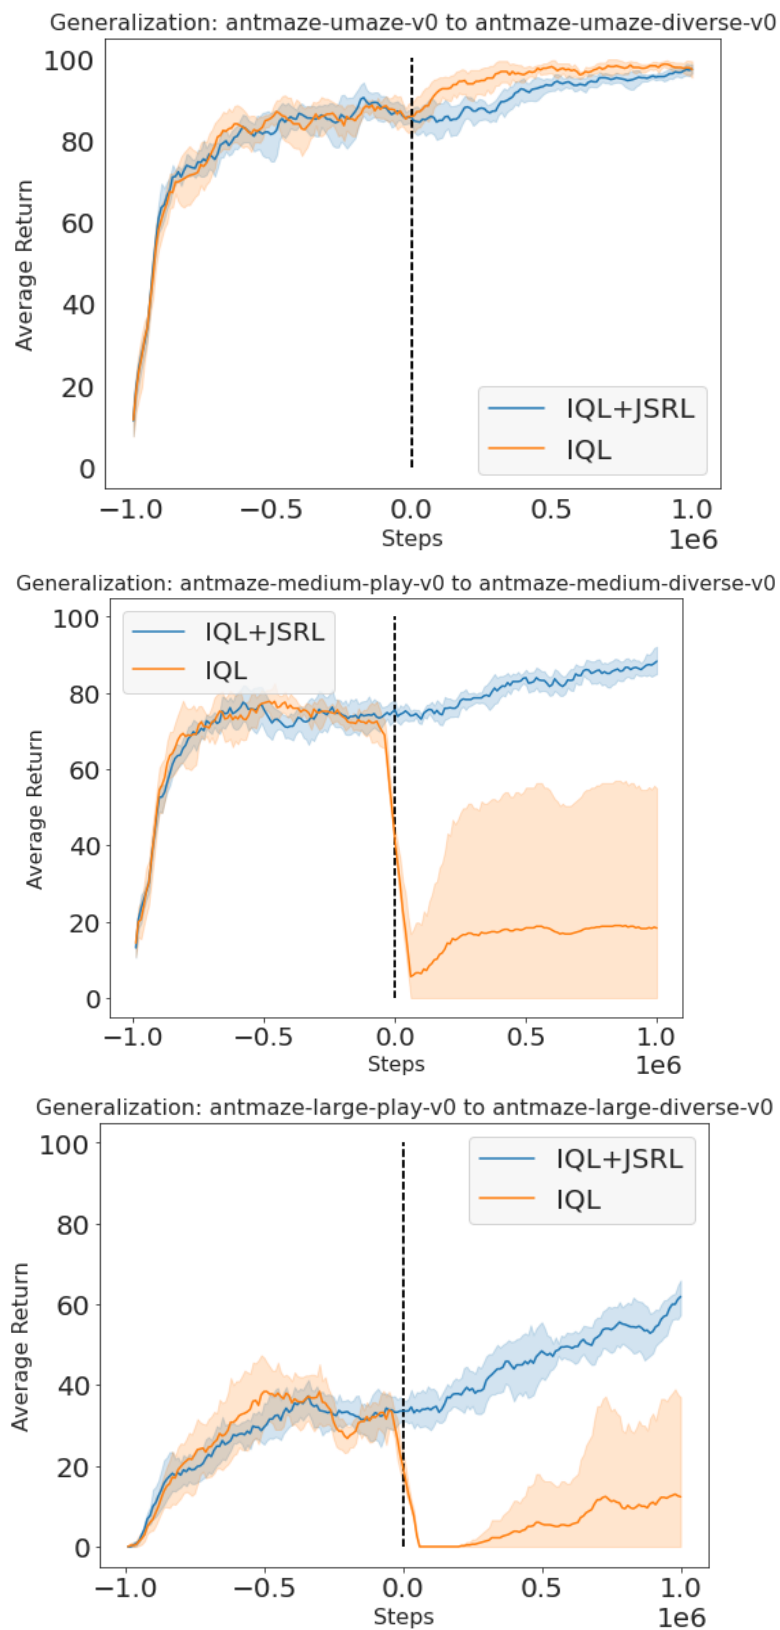 Generalization: antmaze-umaze-v0 to antmaze-umaze-diverse-v0
100
80
60
40
20
0
Average Return
IQL+JSRL
IQL
−1.0 −0.5 0.0 0.5 1.0
Steps
1e6
Generalization: antmaze-medium-play-v0 to antmaze-medium-diverse-v0
100
80
60
40
20
0
Average Return
IQL+JSRL
IQL
−1.0 −0.5 0.0 0.5 1.0
Steps
1e6
Generalization: antmaze-large-play-v0 to antmaze-large-diverse-v0
100
80
60
40
20
0
Average Return
IQL+JSRL
IQL
−1.0 −0.5 0.0 0.5 1.0
Steps
1e6